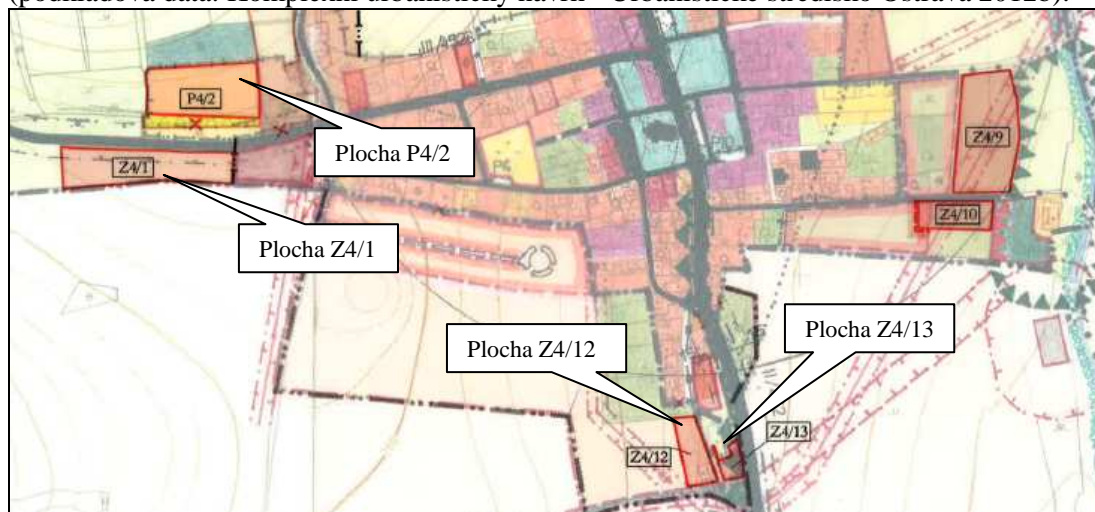 (podkladová data: Komplexní urbanistický návrh - Urbanistické středisko Ostrava 2012b).
P4/2
Plocha P4/2
Z4/1
Plocha Z4/1
Z4/9
Z4/10
Plocha Z4/12
Plocha Z4/13
Z4/12
Z4/13